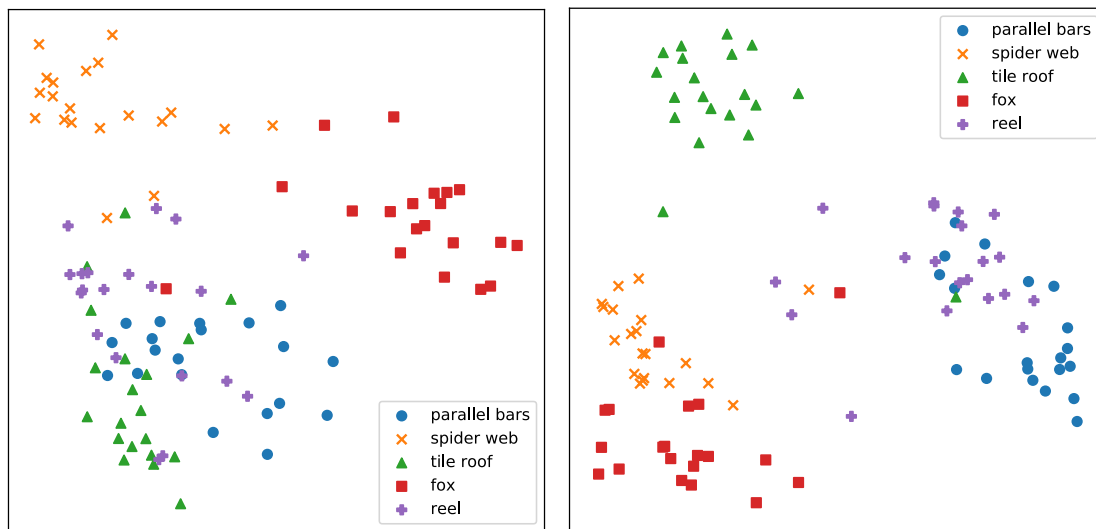 parallel bars
spider web
tile roof
fox
reel
parallel bars
spider web
tile roof
fox
reel